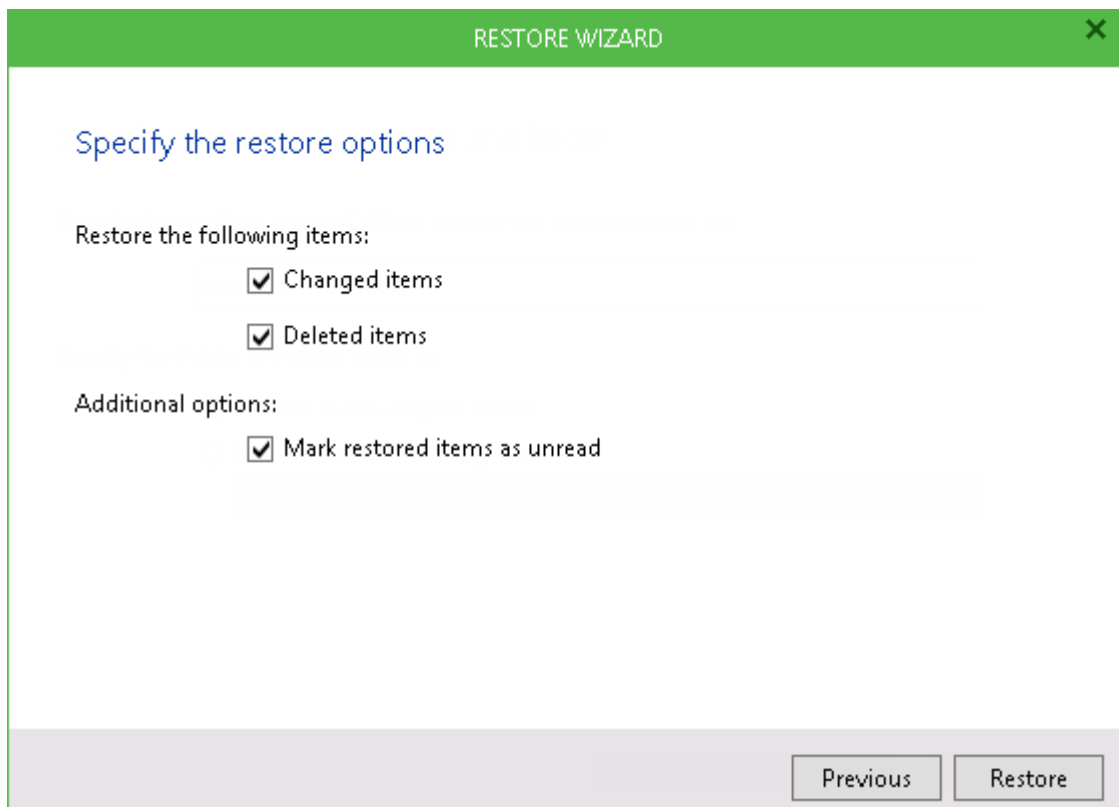 RESTORE WIZARD
Specify the restore options
Restore the following items:
Changed items
Deleted items
Additional options:
Mark restored items as unread
Previous
Restore